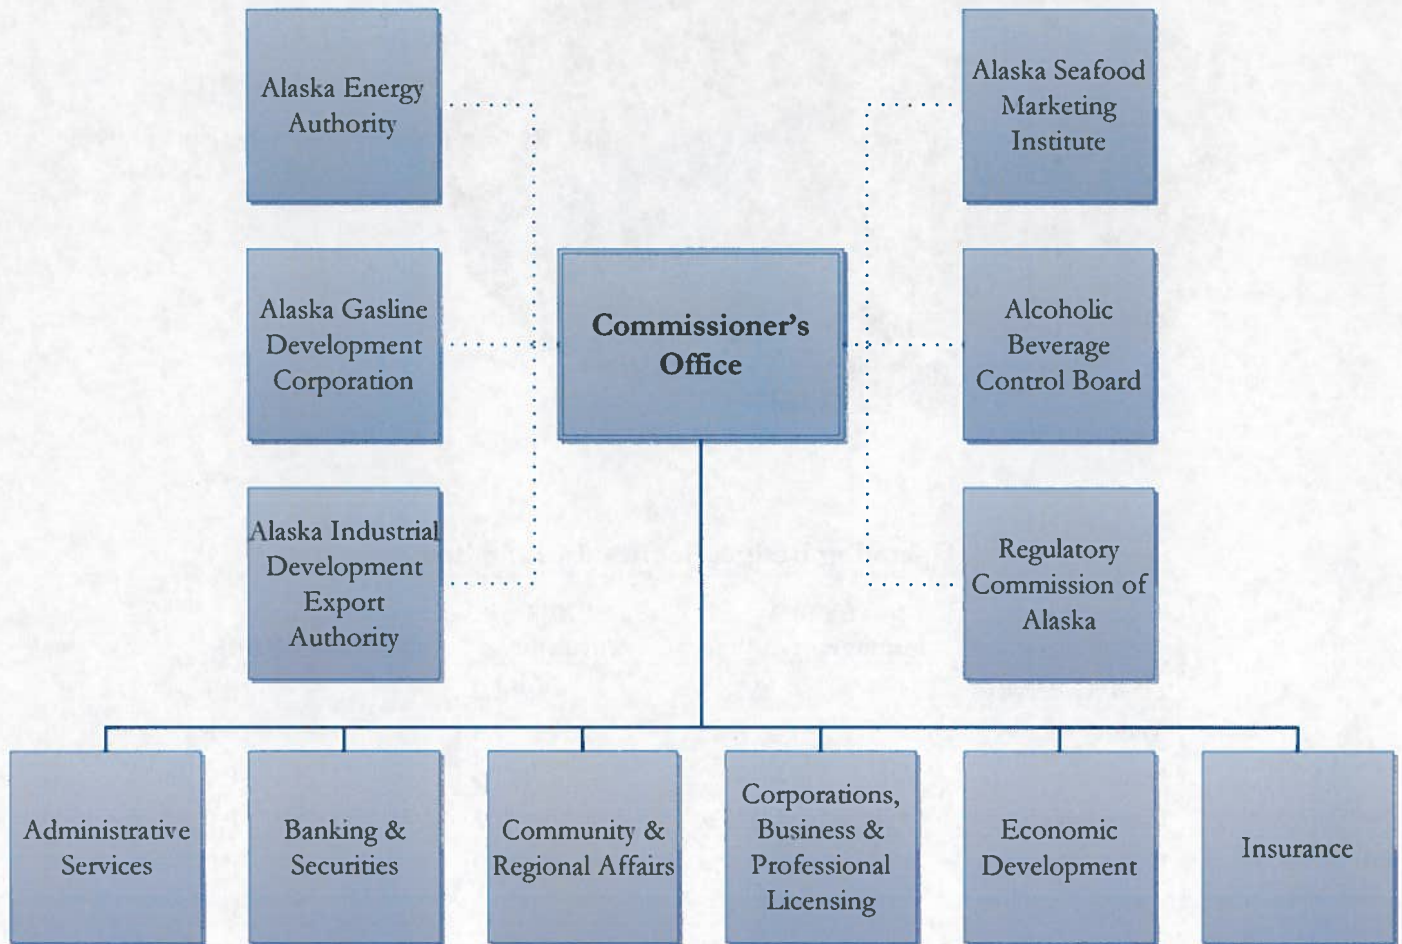 Alaska Energy
Authority
Alaska Seafood
Marketing
Institute
Alaska Gasline
Development
Corporation
Commissioner's
Office
Alcoholic
Beverage
Control Board
Alaska Industrial
Development
Export
Authority
Regulatory
Commission of
Alaska
Administrative
Services
Banking &
Securities
Community &
Regional Affairs
Corporations,
Business &
Professional
Licensing
Economic
Development
Insurance